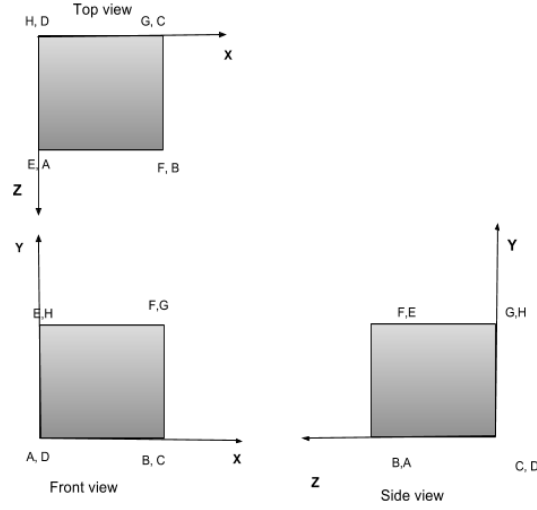 Top view
H, D
G, C
X
E, A
F, B
Z
Y
E,H
F,G
A, D
B, C
X
Front view
Y
F,E
G,H
B,A
C, D
Z
Side view